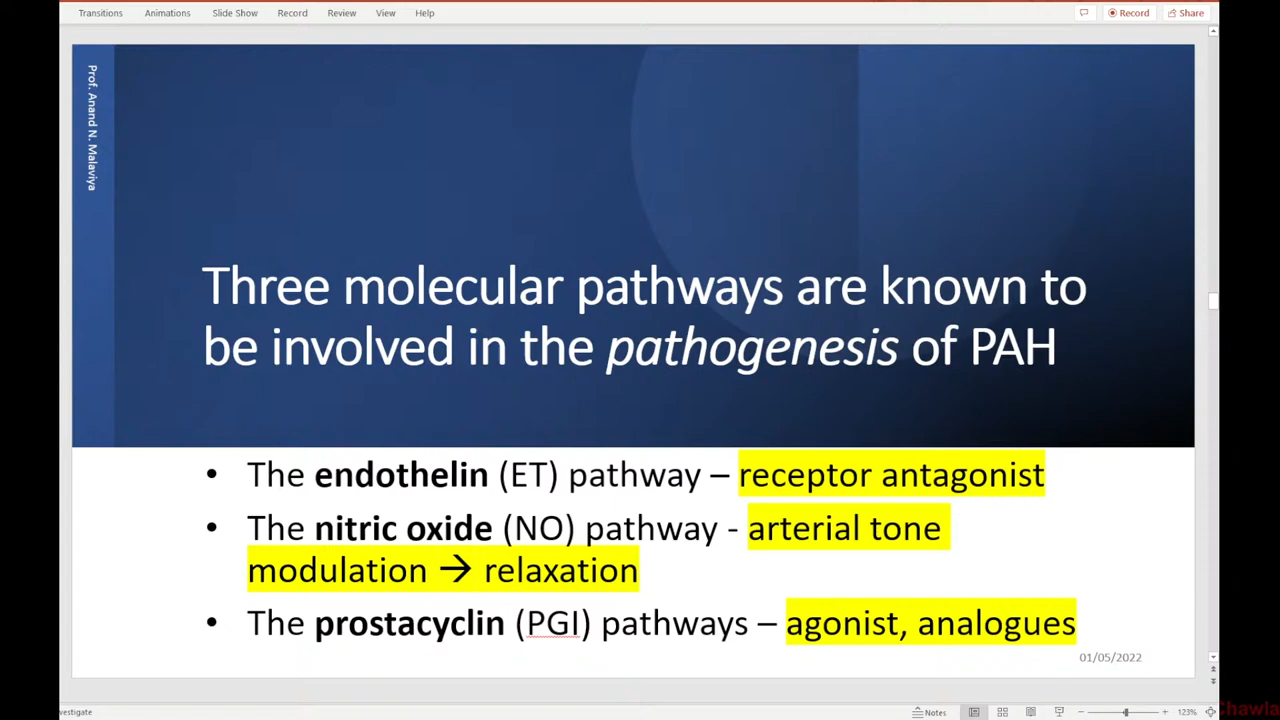 Transitions Animations Slide Show Record Review View Help Record Share
Prof. Anand N. Malaviya
Three molecular pathways are known to
be involved in the pathogenesis of PAH
• The endothelin (ET) pathway – receptor antagonist
• The nitric oxide (NO) pathway - arterial tone
modulation → relaxation
• The prostacyclin (PGI) pathways – agonist, analogues
01/05/2022
vestigate Notes 123% Chawla